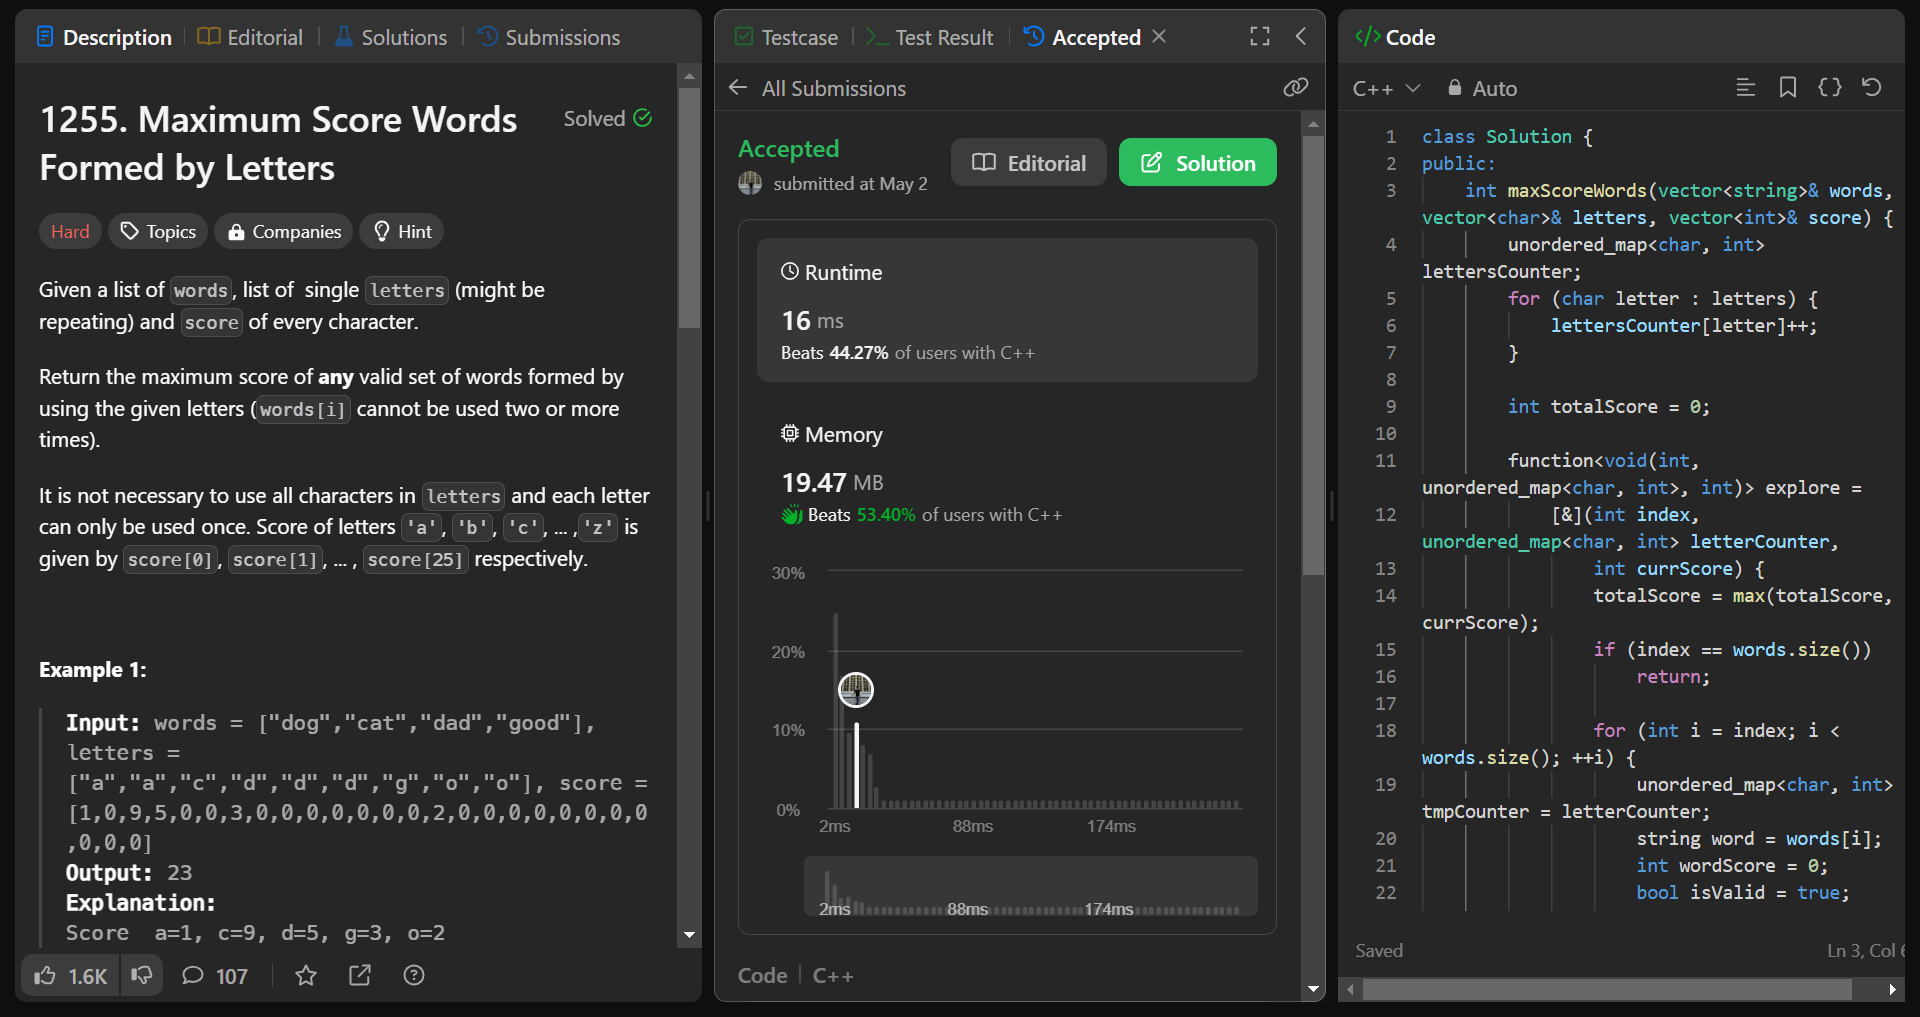 Description
Editorial
Solutions
Submissions
1255. Maximum Score Words
Formed by Letters
Solved
Hard
Topics
Companies
Hint
Given a list of words, list of  single letters (might be
repeating) and score of every character.
Return the maximum score of any valid set of words formed by
using the given letters (words[i] cannot be used two or more
times).
It is not necessary to use all characters in letters and each letter
can only be used once. Score of letters 'a', 'b', 'c', ... ,'z' is
given by score[0], score[1], ... , score[25] respectively.
Example 1:
Input: words = ["dog","cat","dad","good"],
letters =
["a","a","c","d","d","d","g","o","o"], score =
[1,0,9,5,0,0,3,0,0,0,0,0,0,0,2,0,0,0,0,0,0,0,0
,0,0,0]
Output: 23
Explanation:
Score  a=1, c=9, d=5, g=3, o=2
1.6K
107
Testcase
Test Result
Accepted
All Submissions
Accepted
submitted at May 2
Editorial
Solution
Runtime
16 ms
Beats 44.27% of users with C++
Memory
19.47 MB
Beats 53.40% of users with C++
30%
20%
10%
0%
2ms
88ms
174ms
2ms
88ms
174ms
Code
C++
Code
C++
Auto
1 class Solution {
2 public:
3 int maxScoreWords(vector<string>& words,
vector<char>& letters, vector<int>& score) {
4 unordered_map<char, int>
lettersCounter;
5 for (char letter : letters) {
6 lettersCounter[letter]++;
7 }
8
9 int totalScore = 0;
10
11 function<void(int,
unordered_map<char, int>, int)> explore =
12 [&](int index,
unordered_map<char, int> letterCounter,
13 int currScore) {
14 totalScore = max(totalScore,
currScore);
15 if (index == words.size())
16 return;
17
18 for (int i = index; i <
words.size(); ++i) {
19 unordered_map<char, int>
tmpCounter = letterCounter;
20 string word = words[i];
21 int wordScore = 0;
22 bool isValid = true;
Saved
Ln 3, Col